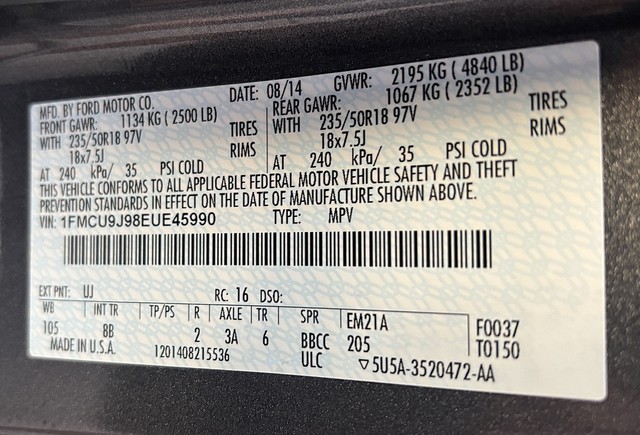 MFD. BY FORD MOTOR CO. DATE: 08/14 GVWR: 2195 KG ( 4840 LB)
FRONT GAWR: 1134 KG ( 2500 LB) REAR GAWR: 1067 KG ( 2352 LB)
WITH 235/50R18 97V TIRES WITH 235/50R18 97V TIRES
18x7.5J RIMS 18x7.5J RIMS
AT 240 kPa/ 35 PSI COLD AT 240 kPa/ 35 PSI COLD
THIS VEHICLE CONFORMS TO ALL APPLICABLE FEDERAL MOTOR VEHICLE SAFETY AND THEFT
PREVENTION STANDARDS IN EFFECT ON THE DATE OF MANUFACTURE SHOWN ABOVE.
VIN: 1FMCU9J98EUE45990 TYPE: MPV
EXT PNT: UJ RC: 16 DSO:
WB INT TR TP/PS R AXLE TR SPR EM21A F0037
105 8B 2 3A 6 BBCC 205 T0150
MADE IN U.S.A. 1201408215536 ULC ▽5U5A-3520472-AA